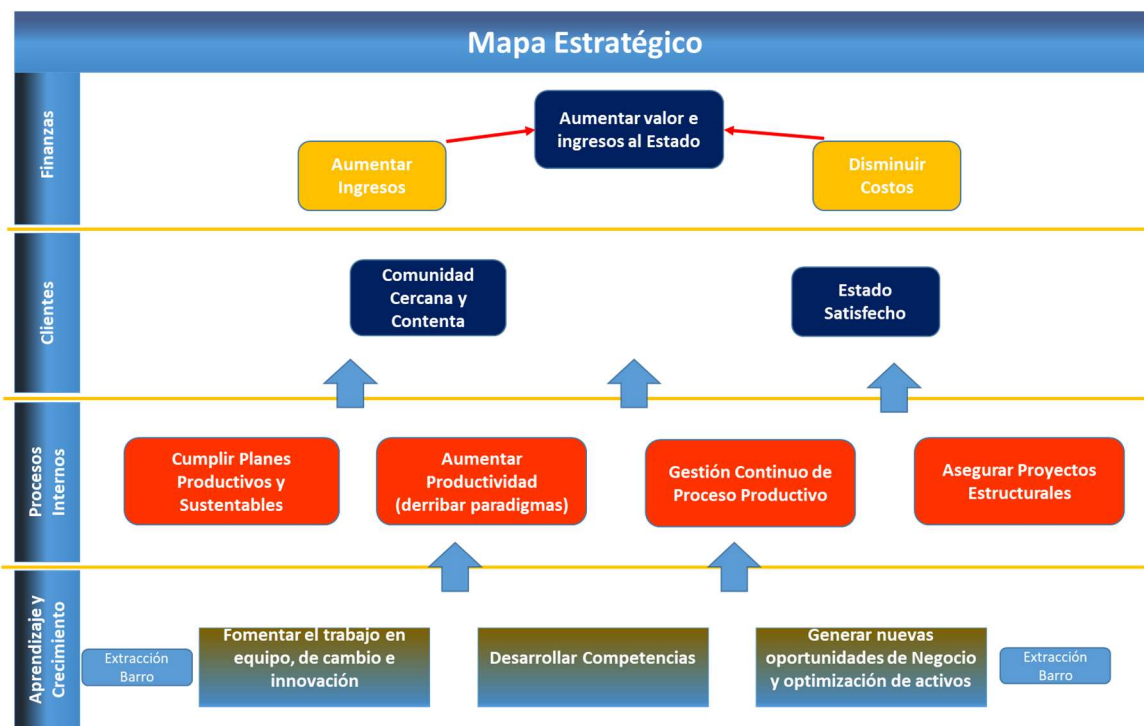 Mapa Estratégico
Finanzas
Aumentar valor e
ingresos al Estado
Aumentar
Ingresos
Disminuir
Costos
Clientes
Comunidad
Cercana y
Contenta
Estado
Satisfecho
Procesos
Internos
Cumplir Planes
Productivos y
Sustentables
Aumentar
Productividad
(derribar paradigmas)
Gestión Continuo de
Proceso Productivo
Asegurar Proyectos
Estructurales
Aprendizaje y
Crecimiento
Extracción
Barro
Fomentar el trabajo en
equipo, de cambio e
innovación
Desarrollar Competencias
Generar nuevas
oportunidades de Negocio
y optimización de activos
Extracción
Barro